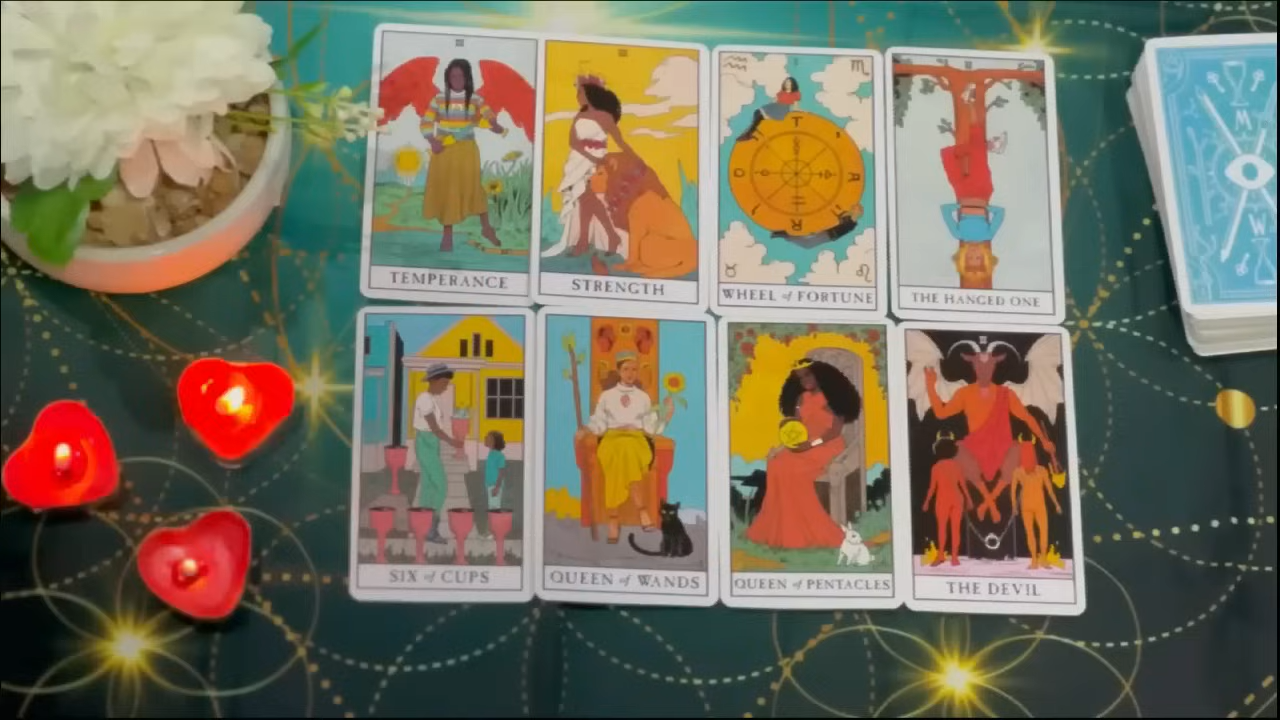 TEMPERANCE
STRENGTH
WHEEL of FORTUNE
THE HANGED ONE
SIX of CUPS
QUEEN of WANDS
QUEEN of PENTACLES
THE DEVIL
M
W